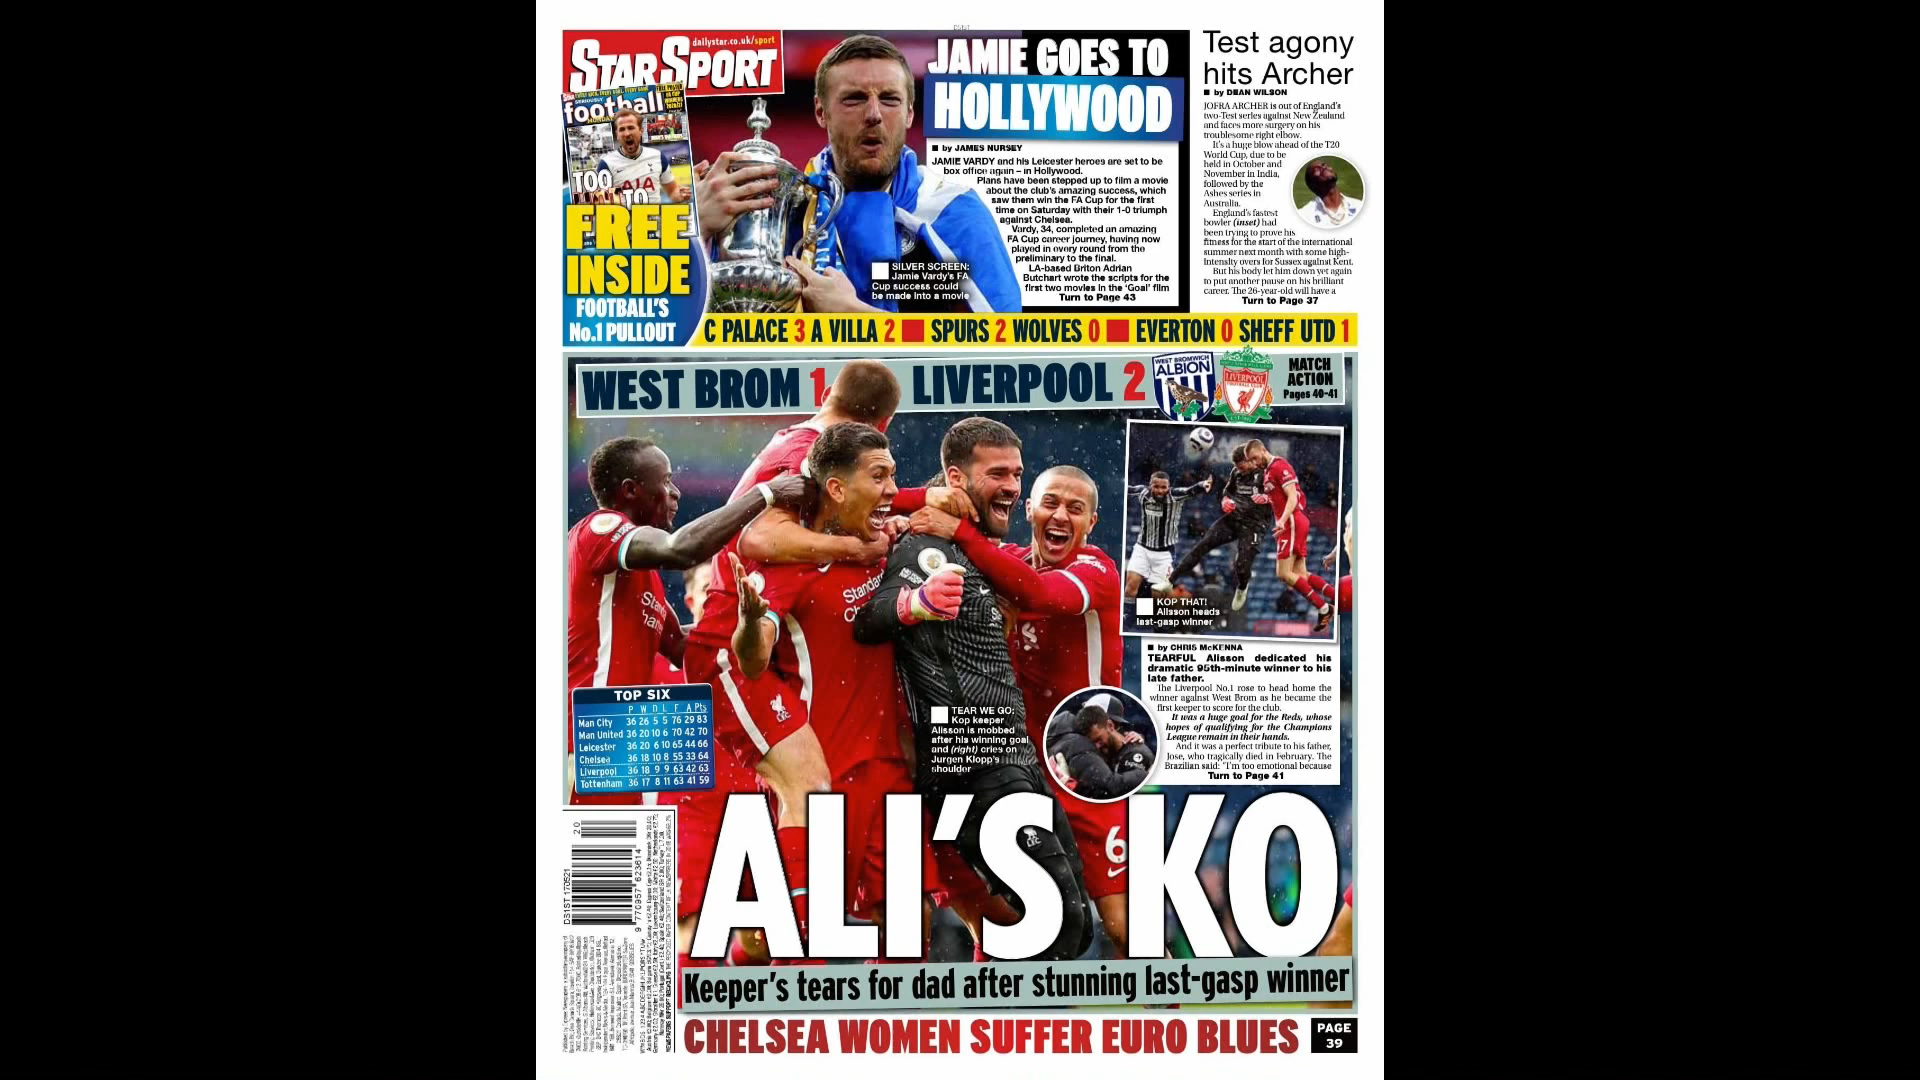 STAR SPORT
dailystar.co.uk/sport
SERIOUSLY
football
TOO
FREE
INSIDE
FOOTBALL'S
No.1 PULLOUT
JAMIE GOES TO
HOLLYWOOD
■ by JAMES NURSEY
JAMIE VARDY and his Leicester heroes are set to be
box office again – in Hollywood.
Plans have been stepped up to film a movie
about the club's amazing success, which
saw them win the FA Cup for the first
time on Saturday with their 1-0 triumph
against Chelsea.
Vardy, 34, completed an amazing
FA Cup career journey, having now
played in every round from the
preliminary to the final.
LA-based Briton Adrian
Butchart wrote the scripts for the
first two movies in the 'Goal' film
Turn to Page 43
SILVER SCREEN:
Jamie Vardy's FA
Cup success could
be made into a movie
Test agony
hits Archer
■ by DEAN WILSON
JOFRA ARCHER is out of England's
two-Test series against New Zealand
and faces more surgery on his
troublesome right elbow.
It's a huge blow ahead of the T20
World Cup, due to be
held in October and
November in India,
followed by the
Ashes series in
Australia.
England's fastest
bowler (inset) had
been trying to prove his
fitness for the start of the international
summer next month with some high-
intensity overs for Sussex against Kent.
But his body let him down yet again
to put another pause on his brilliant
career. The 26-year-old will have a
Turn to Page 37
C PALACE 3 A VILLA 2 ■ SPURS 2 WOLVES 0 ■ EVERTON 0 SHEFF UTD 1
WEST BROM 1 LIVERPOOL 2
WEST BROMWICH
ALBION
LIVERPOOL
MATCH
ACTION
Pages 40-41
KOP THAT!
Alisson heads
last-gasp winner
■ by CHRIS McKENNA
TEARFUL Alisson dedicated his
dramatic 95th-minute winner to his
late father.
The Liverpool No.1 rose to head home the
winner against West Brom as he became the
first keeper to score for the club.
It was a huge goal for the Reds, whose
hopes of qualifying for the Champions
League remain in their hands.
And it was a perfect tribute to his father,
Jose, who tragically died in February. The
Brazilian said: "I'm too emotional because
Turn to Page 41
TEAR WE GO:
Kop keeper
Alisson is mobbed
after his winning goal
and (right) cries on
Jurgen Klopp's
shoulder
TOP SIX
P W D L F A Pts
Man City 36 26 5 5 76 29 83
Man United 36 20 10 6 70 42 70
Leicester 36 20 6 10 65 44 66
Chelsea 36 18 10 8 55 33 64
Liverpool 36 18 9 9 63 42 63
Tottenham 36 17 8 11 63 41 59
ALI'S KO
Keeper's tears for dad after stunning last-gasp winner
CHELSEA WOMEN SUFFER EURO BLUES
PAGE
39
DS1ST 170521
20
9 770957 623614